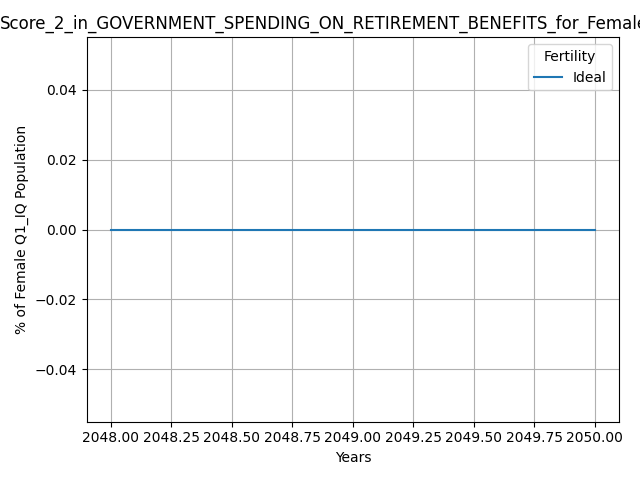 Score_2_in_GOVERNMENT_SPENDING_ON_RETIREMENT_BENEFITS_for_Female
Fertility
Ideal
0.04
0.02
0.00
−0.02
−0.04
% of Female Q1_IQ Population
2048.00 2048.25 2048.50 2048.75 2049.00 2049.25 2049.50 2049.75 2050.00
Years